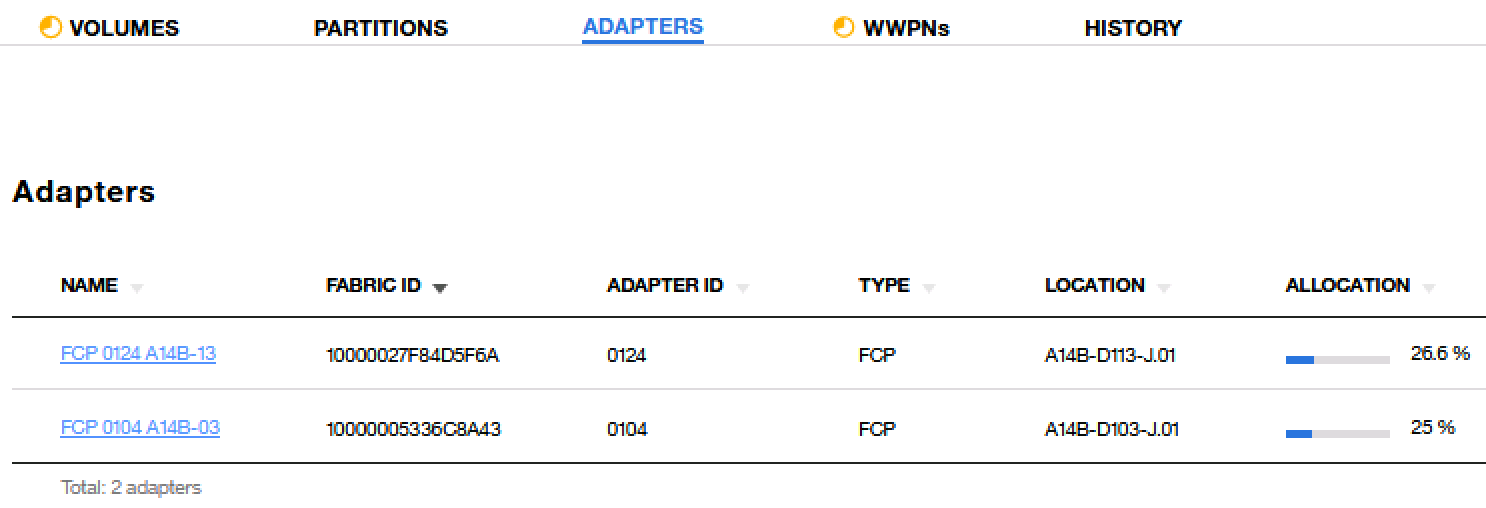 VOLUMES PARTITIONS ADAPTERS WWPNs HISTORY
Adapters
NAME FABRIC ID ADAPTER ID TYPE LOCATION ALLOCATION
FCP 0124 A14B-13 10000027F84D5F6A 0124 FCP A14B-D113-J.01 26.6 %
FCP 0104 A14B-03 10000005336C8A43 0104 FCP A14B-D103-J.01 25 %
Total: 2 adapters